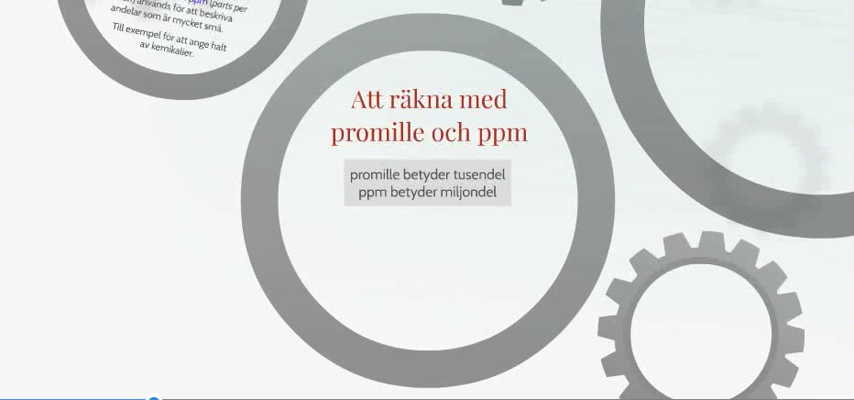 ppm (parts per
används för att beskriva
andelar som är mycket små.
Till exempel för att ange halt
av kemikalier.
Att räkna med
promille och ppm
promille betyder tusendel
ppm betyder miljondel